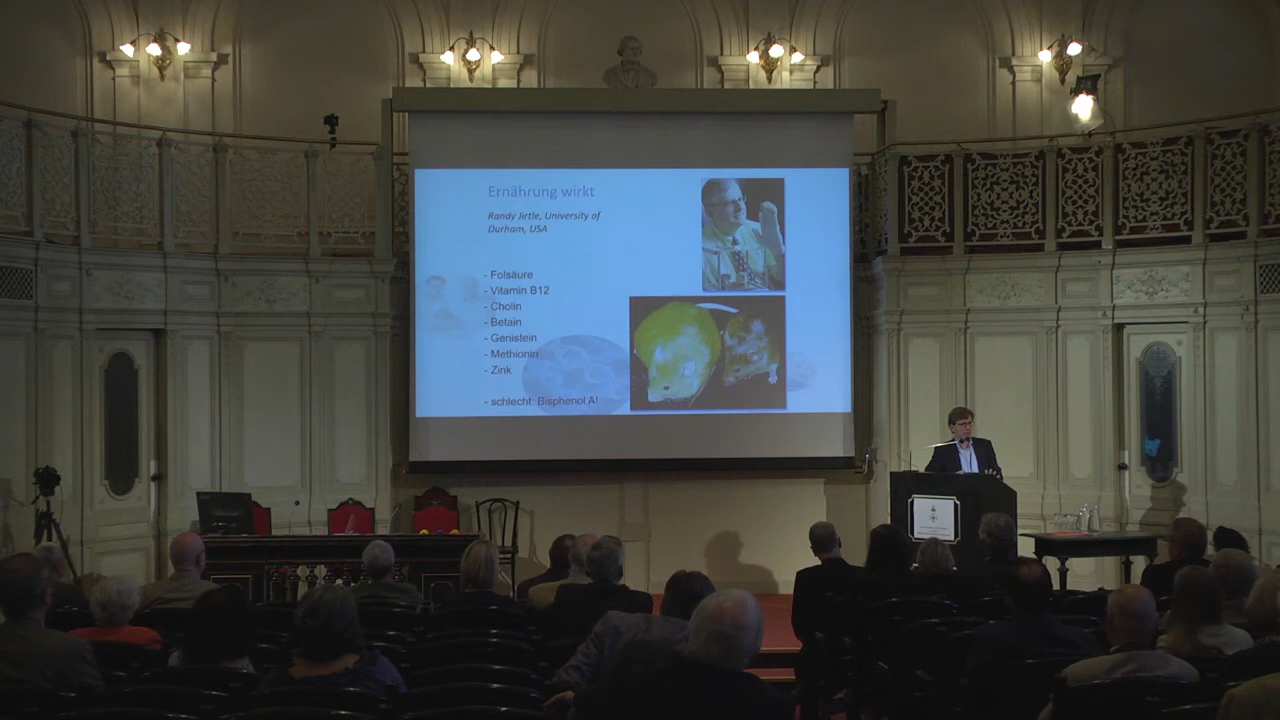 Ernährung wirkt
Randy Jirtle, University of
Durham, USA
- Folsäure
- Vitamin B12
- Cholin
- Betain
- Genistein
- Methionin
- Zink
- schlecht: Bisphenol A!